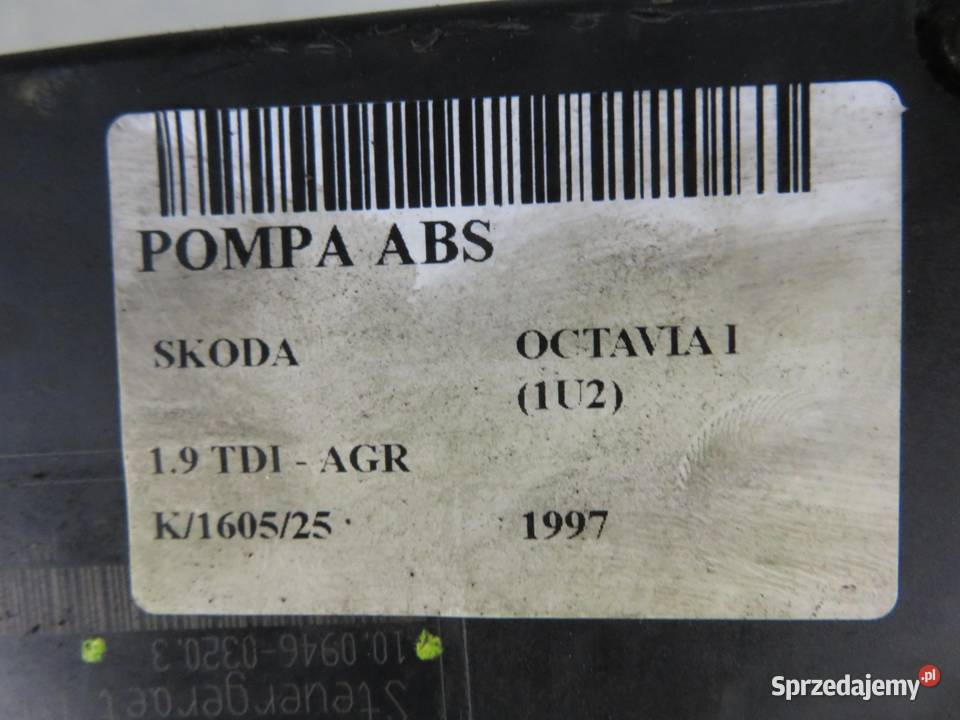 POMPA ABS
SKODA OCTAVIA I
(1U2)
1.9 TDI - AGR
K/1605/25 1997
10.0946-0320.3
Steuergeraet
Sprzedajemy.pl